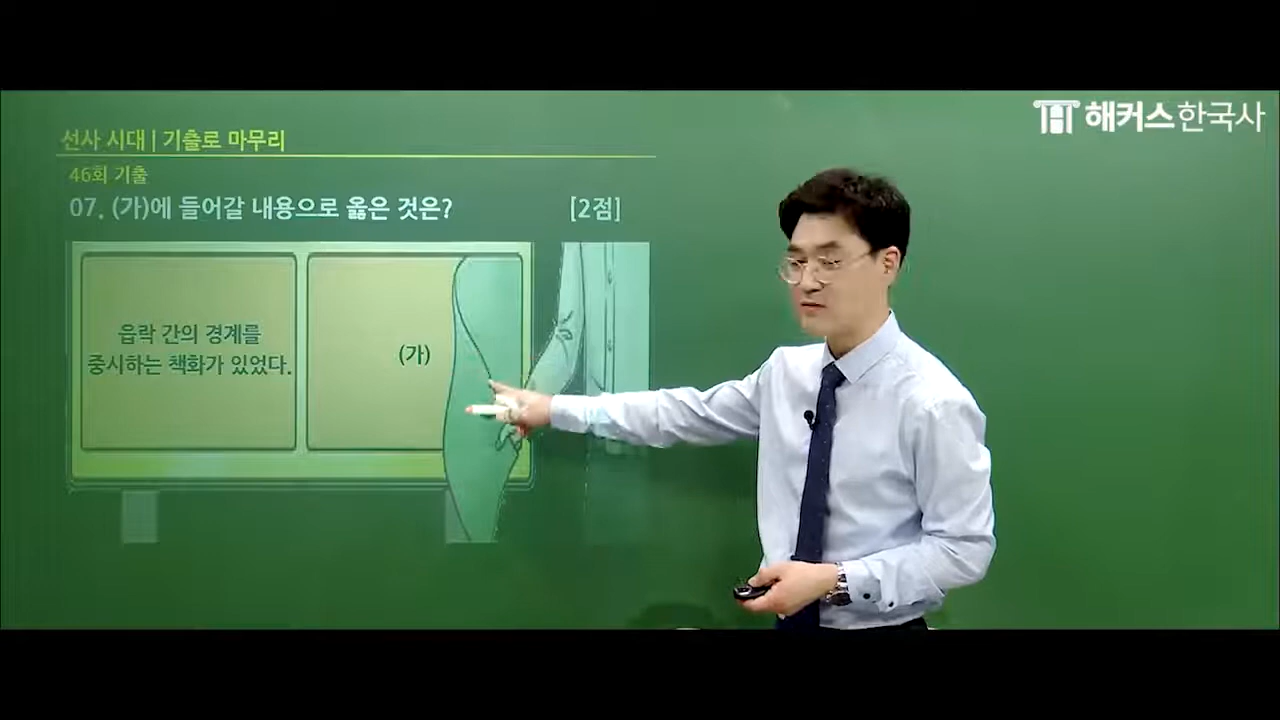 해커스한국사
선사 시대 | 기출로 마무리
46회 기출
07. (가)에 들어갈 내용으로 옳은 것은? [2점]
읍락 간의 경계를
중시하는 책화가 있었다.
(가)